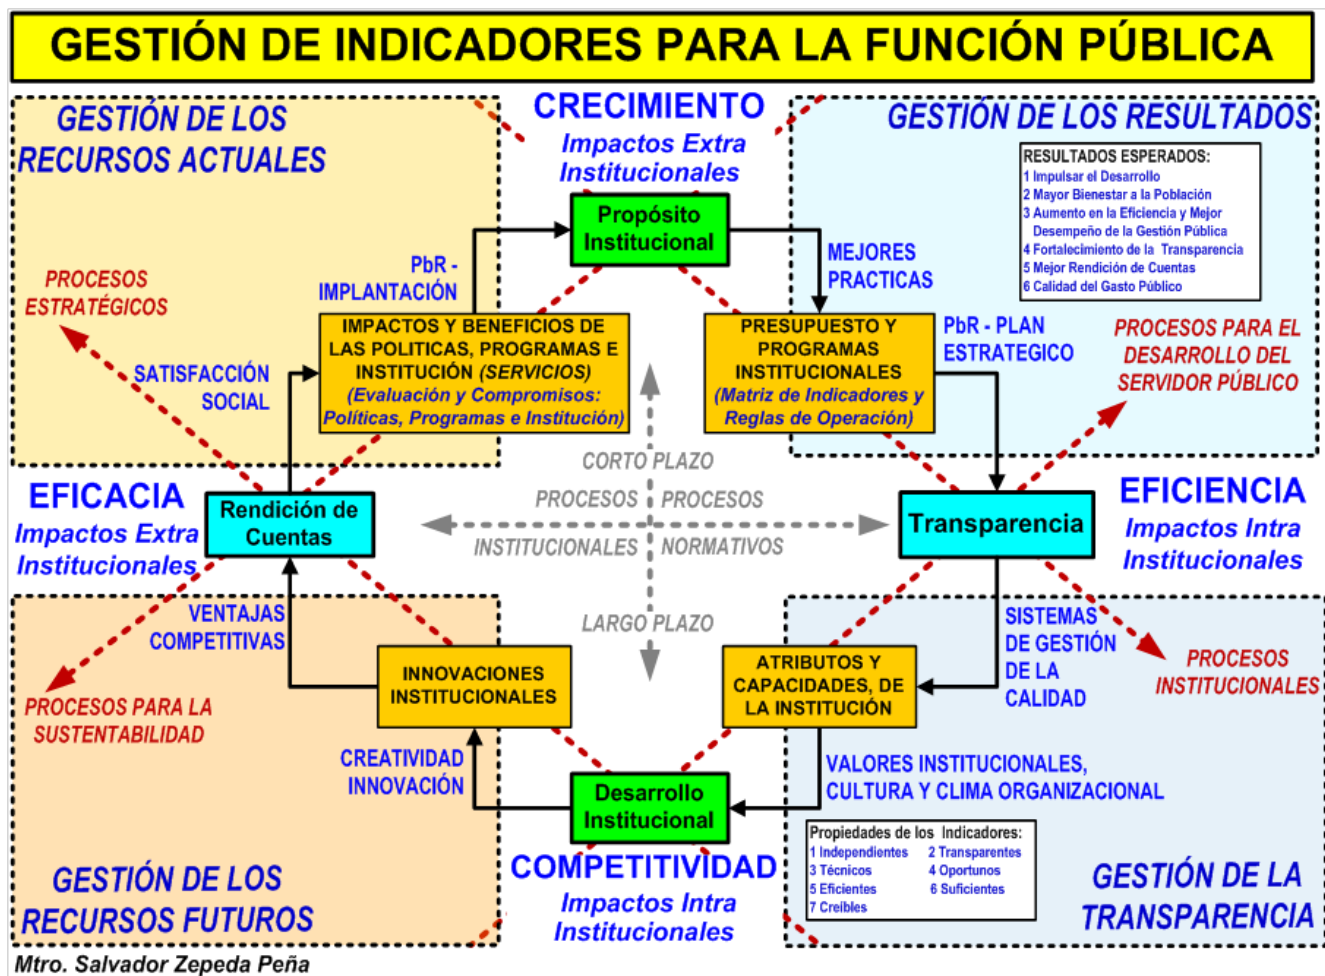 GESTIÓN DE INDICADORES PARA LA FUNCIÓN PÚBLICA
GESTIÓN DE LOS
RECURSOS ACTUALES
CRECIMIENTO
Impactos Extra
Institucionales
GESTIÓN DE LOS RESULTADOS
RESULTADOS ESPERADOS:
1 Impulsar el Desarrollo
2 Mayor Bienestar a la Población
3 Aumento en la Eficiencia y Mejor
Desempeño de la Gestión Pública
4 Fortalecimiento de la Transparencia
5 Mejor Rendición de Cuentas
6 Calidad del Gasto Público
Propósito
Institucional
PbR -
IMPLANTACIÓN
MEJORES
PRACTICAS
PROCESOS
ESTRATÉGICOS
IMPACTOS Y BENEFICIOS DE
LAS POLITICAS, PROGRAMAS E
INSTITUCIÓN (SERVICIOS)
(Evaluación y Compromisos:
Políticas, Programas e Institución)
PRESUPUESTO Y
PROGRAMAS
INSTITUCIONALES
(Matriz de Indicadores y
Reglas de Operación)
PbR - PLAN
ESTRATEGICO
PROCESOS PARA EL
DESARROLLO DEL
SERVIDOR PÚBLICO
SATISFACCIÓN
SOCIAL
CORTO PLAZO
EFICACIA
Impactos Extra
Institucionales
Rendición de
Cuentas
PROCESOS
INSTITUCIONALES
PROCESOS
NORMATIVOS
Transparencia
EFICIENCIA
Impactos Intra
Institucionales
LARGO PLAZO
VENTAJAS
COMPETITIVAS
SISTEMAS
DE GESTIÓN
DE LA
CALIDAD
INNOVACIONES
INSTITUCIONALES
ATRIBUTOS Y
CAPACIDADES, DE
LA INSTITUCIÓN
PROCESOS
INSTITUCIONALES
PROCESOS PARA LA
SUSTENTABILIDAD
CREATIVIDAD
INNOVACIÓN
VALORES INSTITUCIONALES,
CULTURA Y CLIMA ORGANIZACIONAL
Desarrollo
Institucional
Propiedades de los Indicadores:
1 Independientes 2 Transparentes
3 Técnicos 4 Oportunos
5 Eficientes 6 Suficientes
7 Creibles
GESTIÓN DE LOS
RECURSOS FUTUROS
COMPETITIVIDAD
Impactos Intra
Institucionales
GESTIÓN DE LA
TRANSPARENCIA
Mtro. Salvador Zepeda Peña